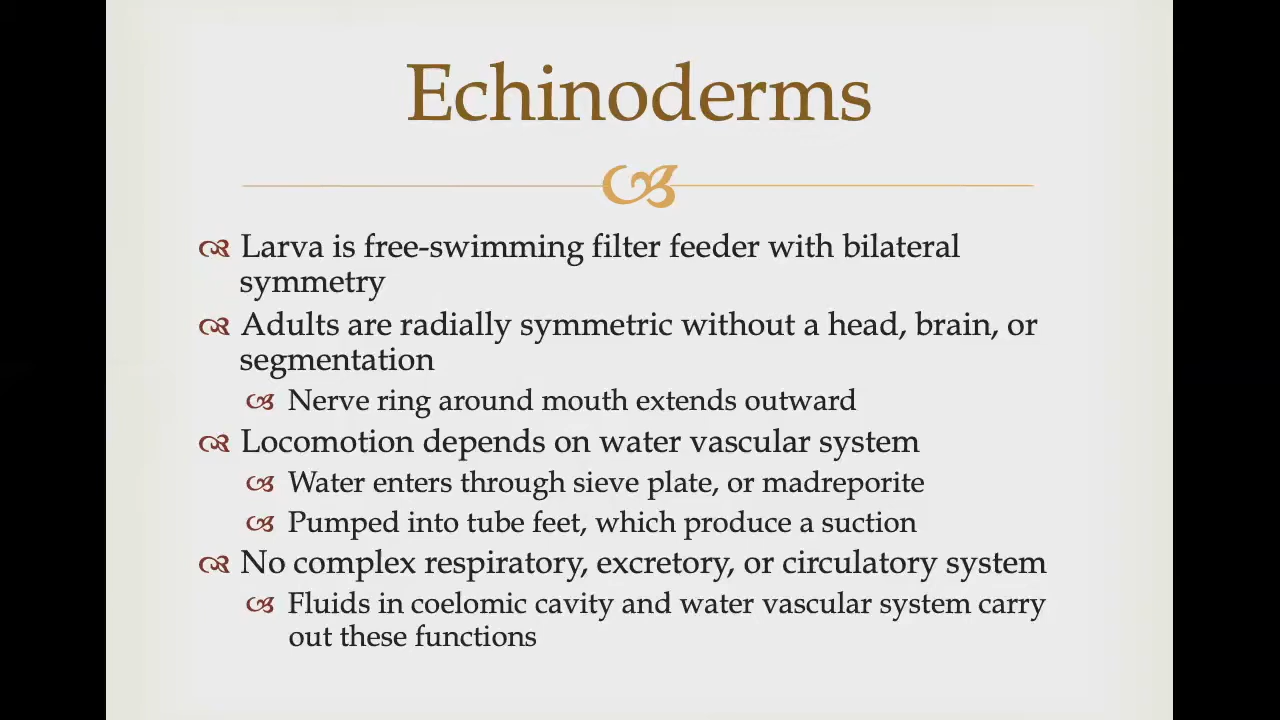 Echinoderms
Larva is free-swimming filter feeder with bilateral
symmetry
Adults are radially symmetric without a head, brain, or
segmentation
Nerve ring around mouth extends outward
Locomotion depends on water vascular system
Water enters through sieve plate, or madreporite
Pumped into tube feet, which produce a suction
No complex respiratory, excretory, or circulatory system
Fluids in coelomic cavity and water vascular system carry
out these functions